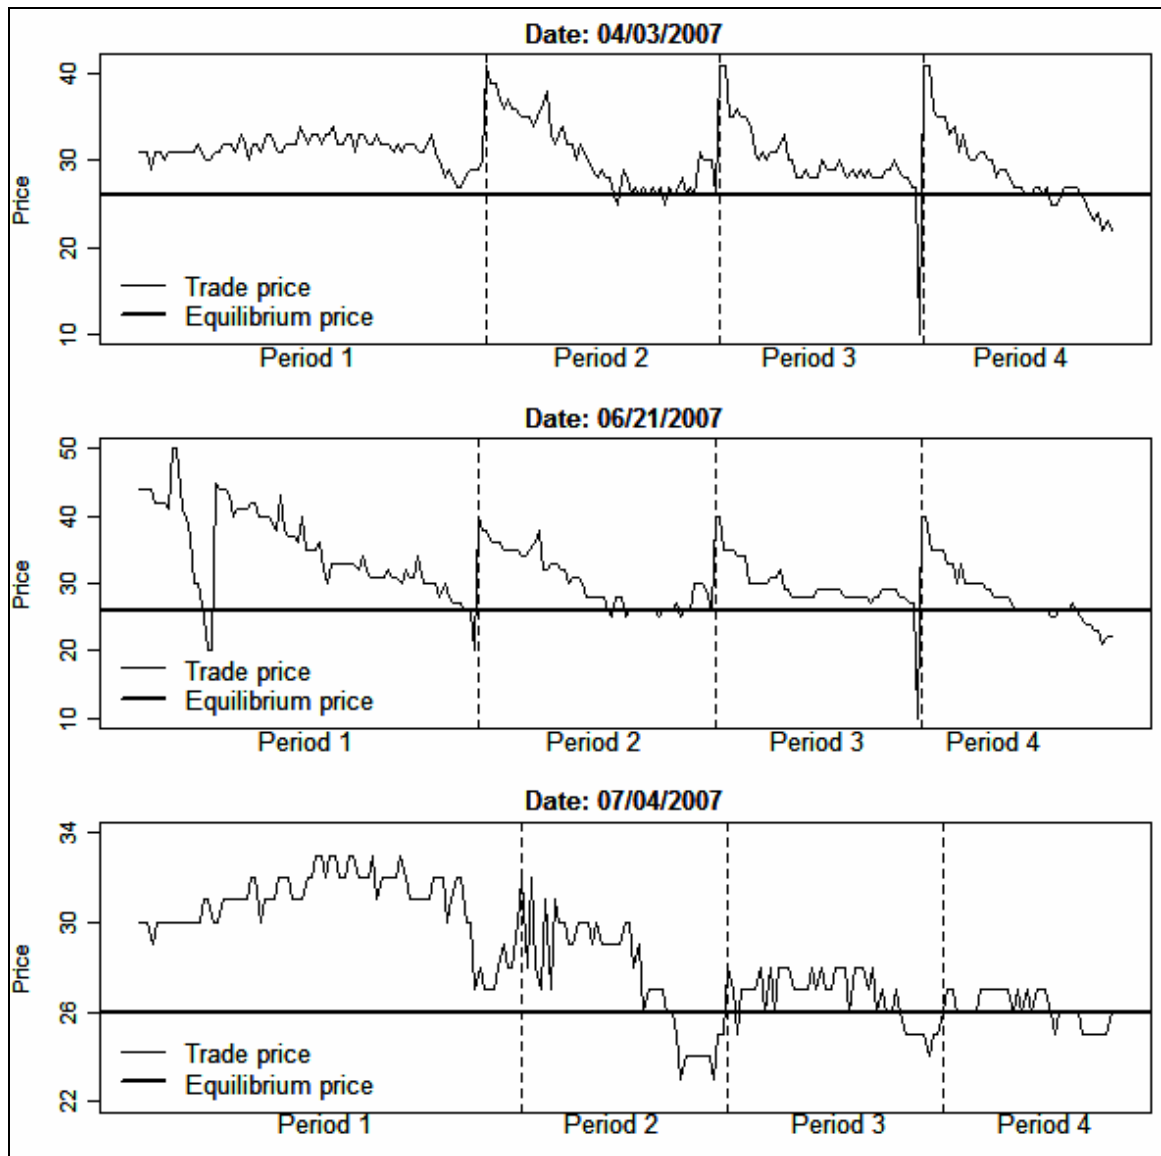 Date: 04/03/2007
40
30
20
10
Price
Trade price
Equilibrium price
Period 1 Period 2 Period 3 Period 4
Date: 06/21/2007
50
40
30
20
10
Price
Trade price
Equilibrium price
Period 1 Period 2 Period 3 Period 4
Date: 07/04/2007
34
30
26
22
Price
Trade price
Equilibrium price
Period 1 Period 2 Period 3 Period 4